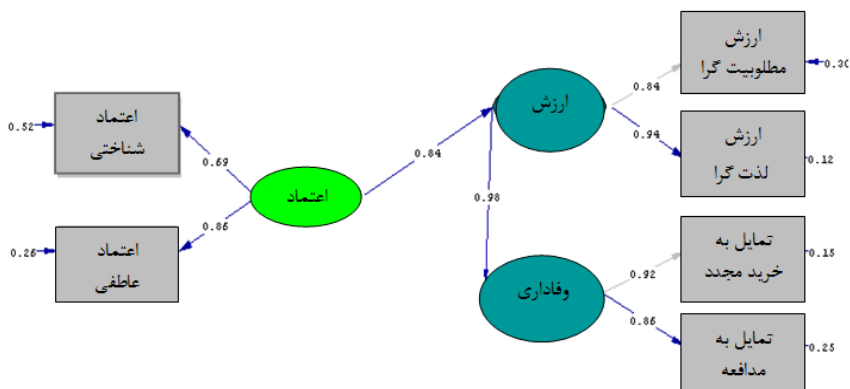 ارزش
مطلوبیت گرا
0.30
0.84
ارزش
0.94
ارزش
لذت گرا
0.12
اعتماد
شناختی
0.52
0.69
0.84
اعتماد
0.98
0.86
اعتماد
عاطفی
0.26
تمایل به
خرید مجدد
0.15
0.92
وفاداری
0.86
تمایل به
مدافعه
0.25